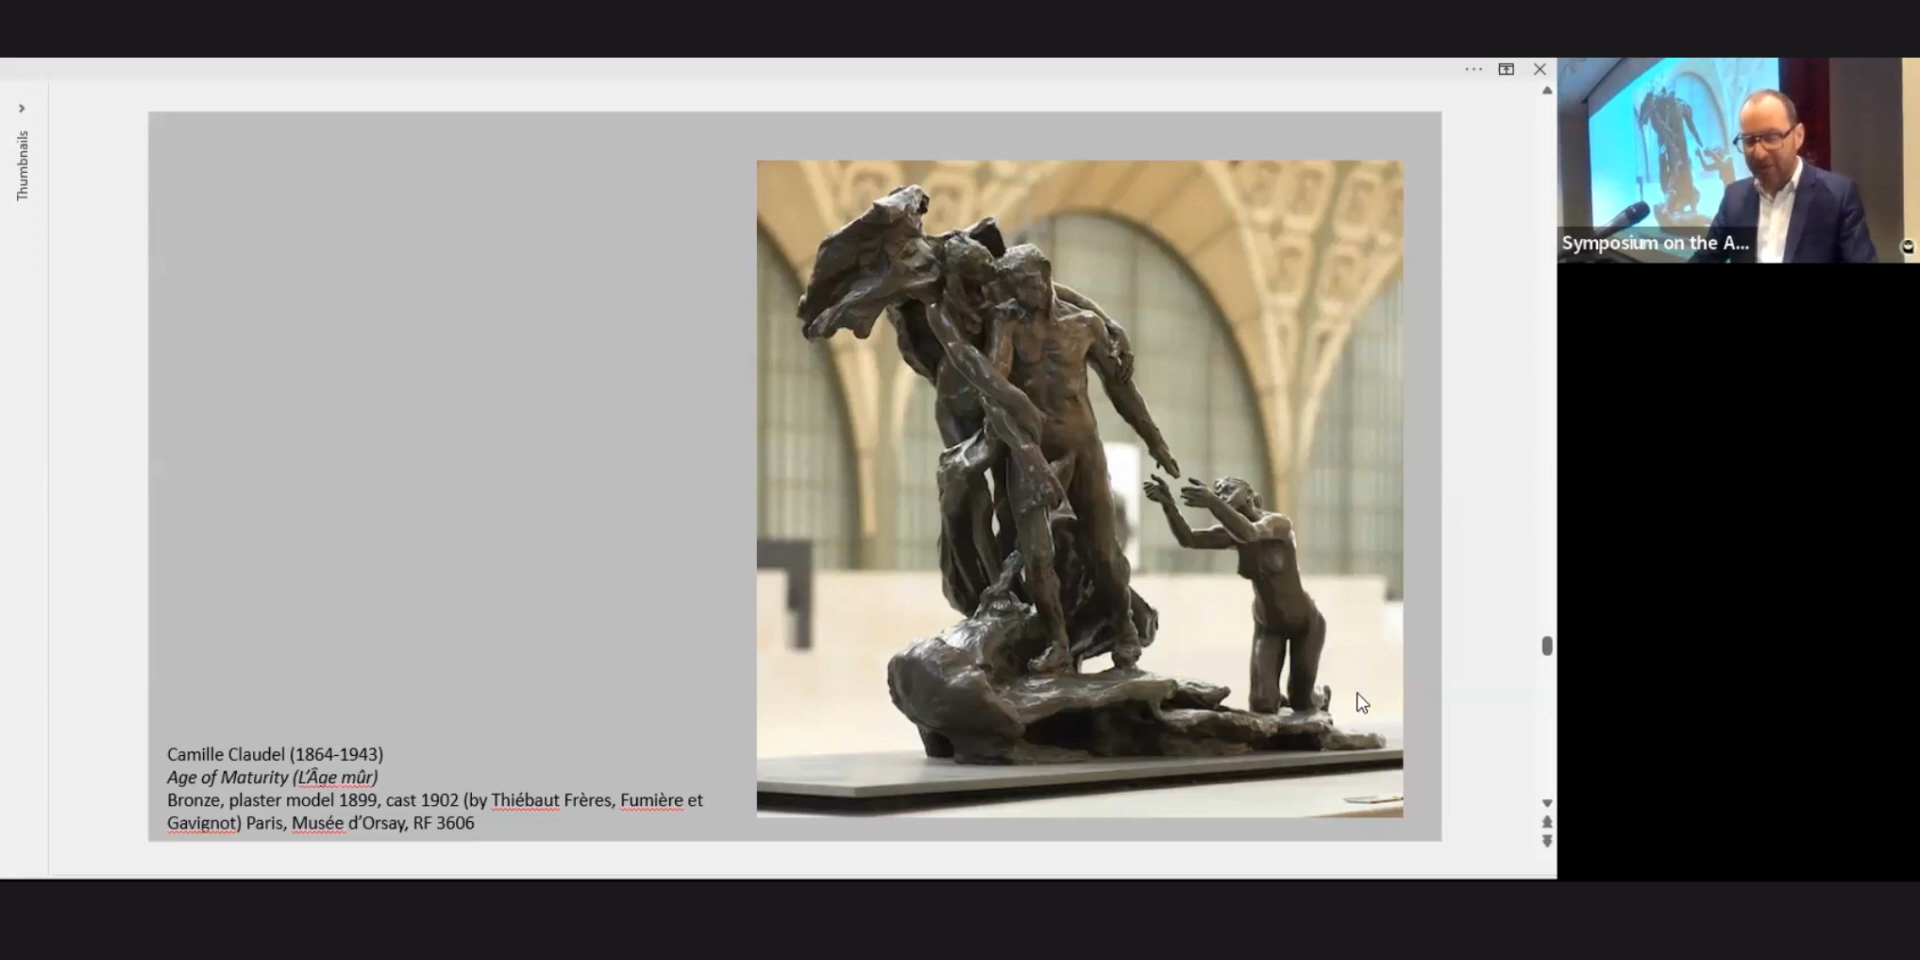 Thumbnails
Camille Claudel (1864-1943)
Age of Maturity (L'Âge mûr)
Bronze, plaster model 1899, cast 1902 (by Thiébaut Frères, Fumière et
Gavignot) Paris, Musée d'Orsay, RF 3606
Symposium on the A...